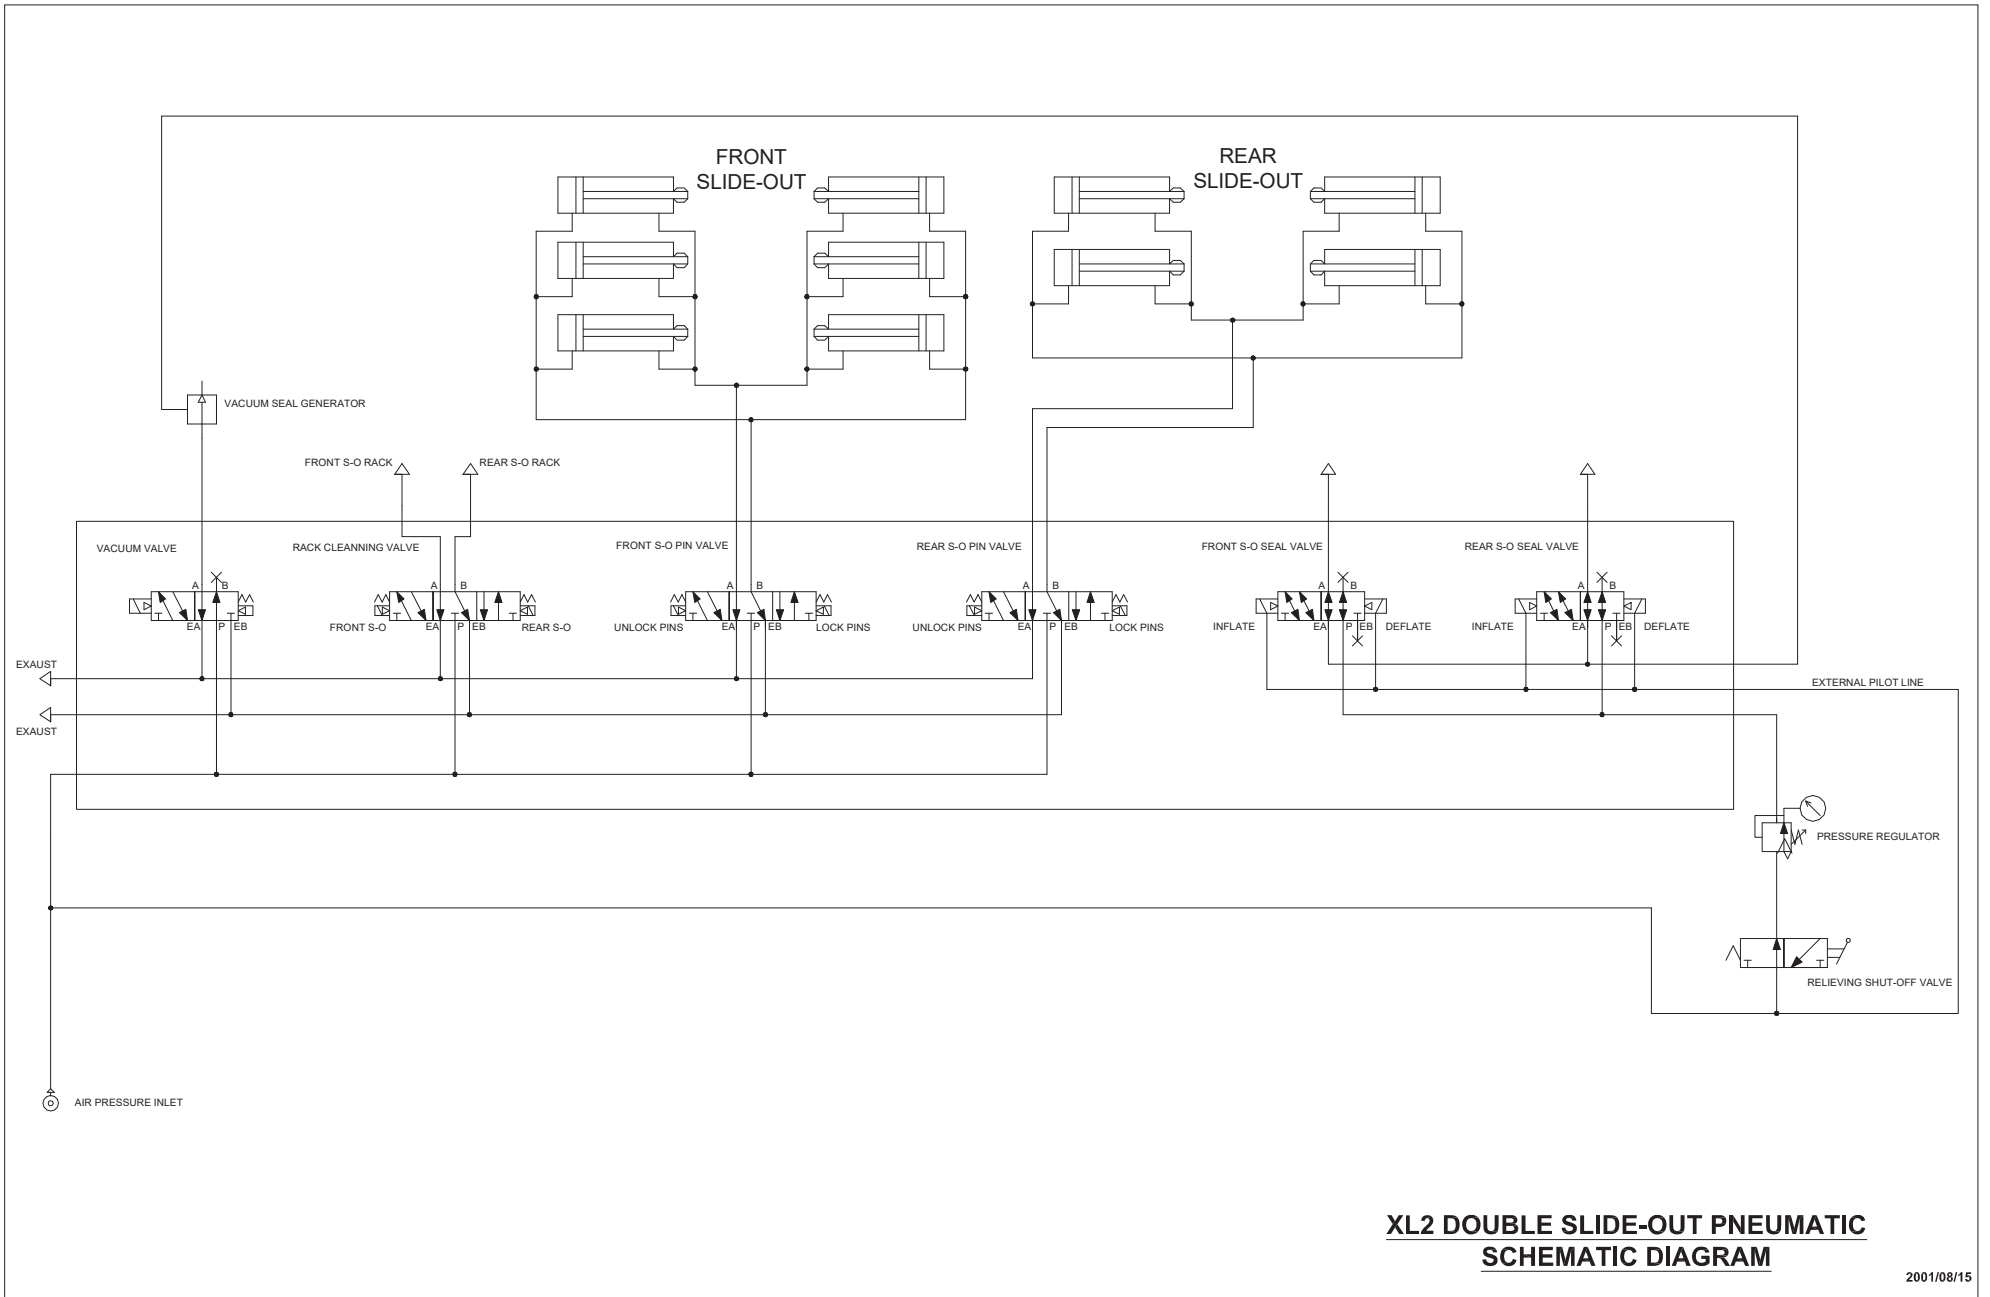 FRONT
SLIDE-OUT
REAR
SLIDE-OUT
VACUUM SEAL GENERATOR
FRONT S-O RACK
REAR S-O RACK
VACUUM VALVE
RACK CLEANNING VALVE
FRONT S-O PIN VALVE
REAR S-O PIN VALVE
FRONT S-O SEAL VALVE
REAR S-O SEAL VALVE
A B
A B
A B
A B
A B
A B
EA P EB
FRONT S-O EA P EB REAR S-O
UNLOCK PINS EA P EB LOCK PINS
UNLOCK PINS EA P EB LOCK PINS
INFLATE EA P EB DEFLATE
INFLATE EA P EB DEFLATE
EXAUST
EXAUST
EXTERNAL PILOT LINE
PRESSURE REGULATOR
RELIEVING SHUT-OFF VALVE
AIR PRESSURE INLET
XL2 DOUBLE SLIDE-OUT PNEUMATIC
SCHEMATIC DIAGRAM
2001/08/15